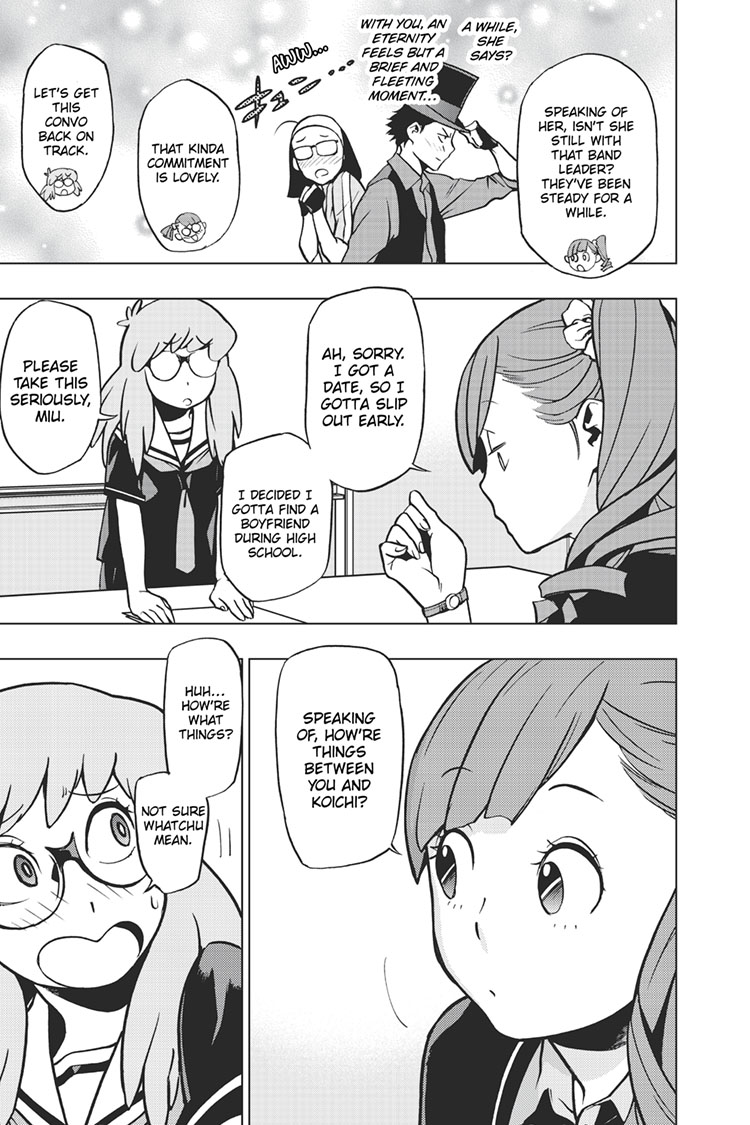 SPEAKING OF
HER, ISN'T SHE
STILL WITH
THAT BAND
LEADER?
THEY'VE BEEN
STEADY FOR A
WHILE.
A WHILE,
SHE
SAYS?
WITH YOU, AN
ETERNITY
FEELS BUT A
BRIEF AND
FLEETING
MOMENT...
AWW...
THAT KINDA
COMMITMENT
IS LOVELY.
LET'S GET
THIS
CONVO
BACK ON
TRACK.
AH, SORRY.
I GOT A
DATE, SO I
GOTTA SLIP
OUT EARLY.
I DECIDED I
GOTTA FIND A
BOYFRIEND
DURING HIGH
SCHOOL.
PLEASE
TAKE THIS
SERIOUSLY,
MIU.
SPEAKING
OF, HOW'RE
THINGS
BETWEEN
YOU AND
KOICHI?
HUH...
HOW'RE
WHAT
THINGS?
NOT SURE
WHATCHU
MEAN.